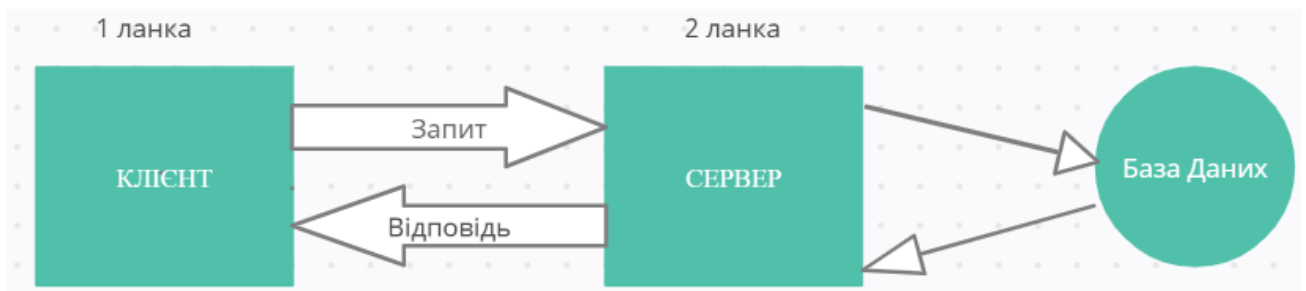 1 ланка
2 ланка
Запит
КЛІЄНТ
СЕРВЕР
База Даних
Відповідь